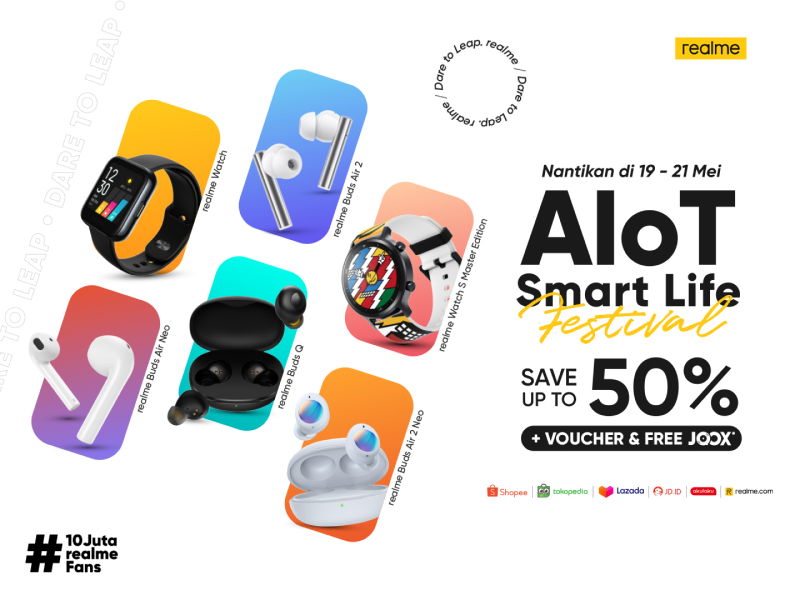 DARE TO LEAP • DARE TO LEAP •
Dare to Leap. realme / Dare to Leap. realme /
realme
realme Watch
12
30
realme Buds Air 2
realme Watch S Master Edition
realme Buds Air Neo
realme Buds Q
realme Buds Air 2 Neo
Nantikan di 19 - 21 Mei
AIoT
Smart Life
Festival
SAVE
UP TO
50%
+ VOUCHER & FREE JOOX*
Shopee | tokopedia | Lazada | JD.ID | akulaku | realme.com
#10Juta
realme
Fans